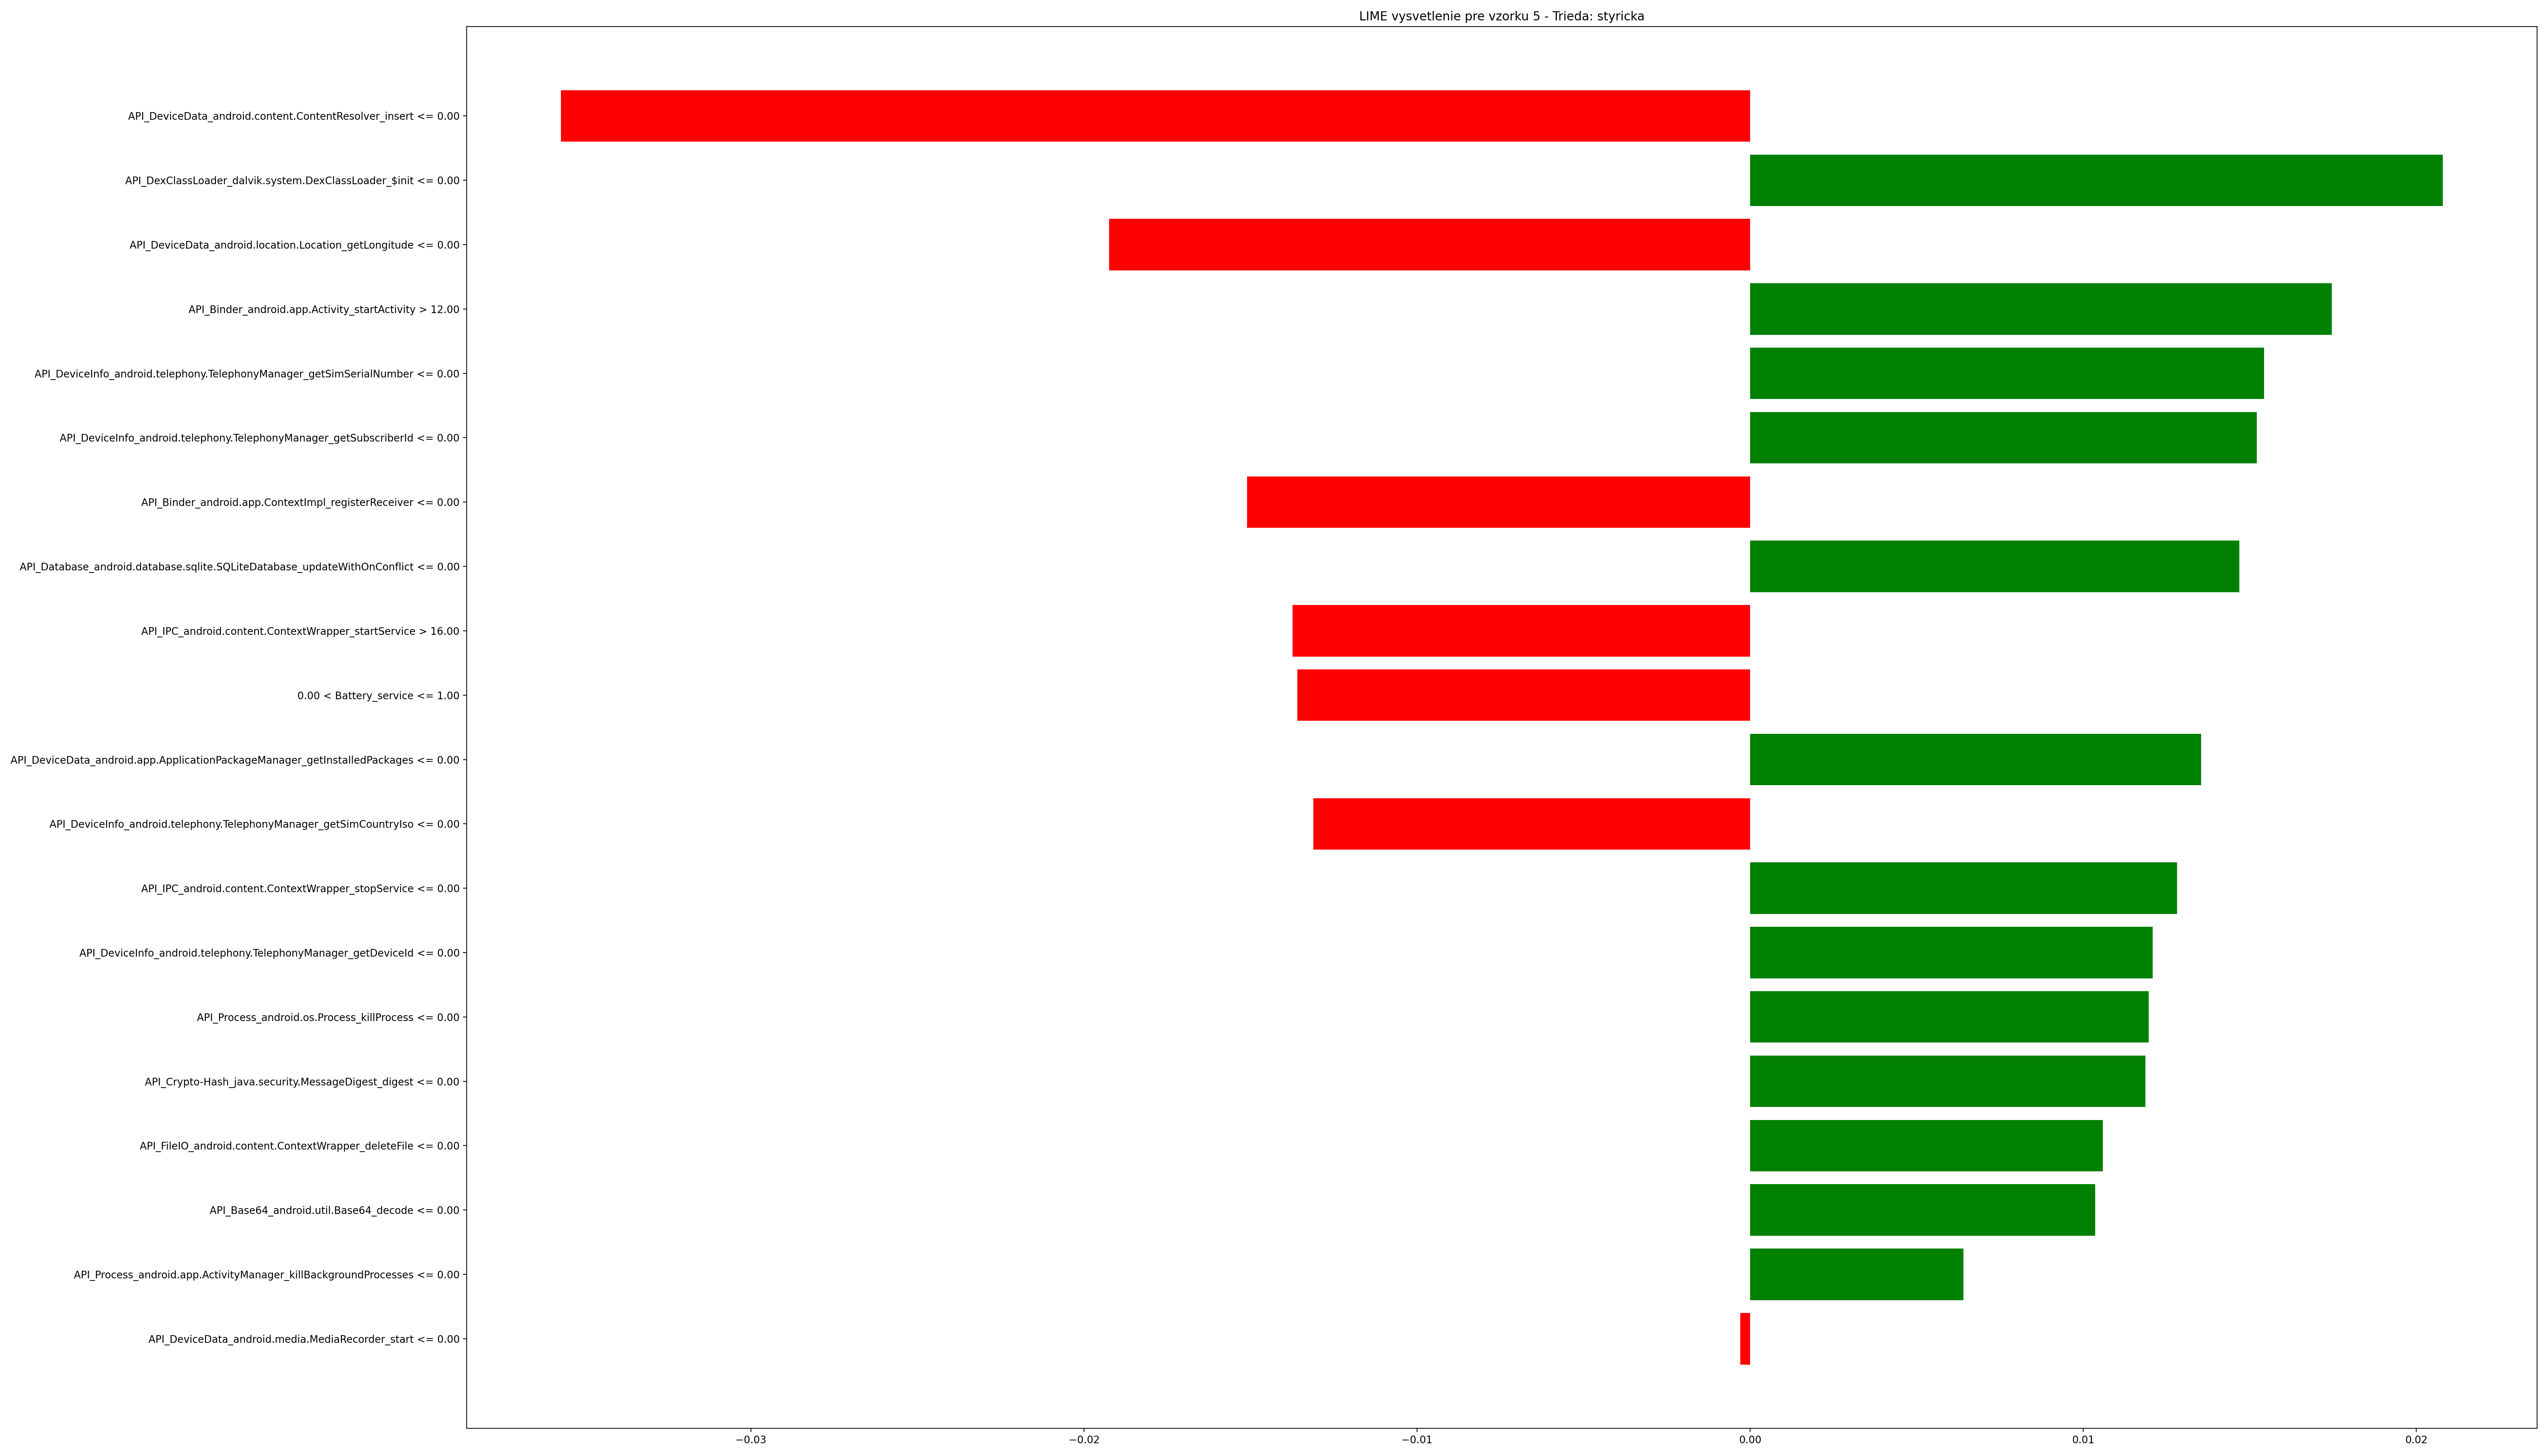 LIME vysvetlenie pre vzorku 5 - Trieda: styricka
API_DeviceData_android.content.ContentResolver_insert <= 0.00
API_DexClassLoader_dalvik.system.DexClassLoader_$init <= 0.00
API_DeviceData_android.location.Location_getLongitude <= 0.00
API_Binder_android.app.Activity_startActivity > 12.00
API_DeviceInfo_android.telephony.TelephonyManager_getSimSerialNumber <= 0.00
API_DeviceInfo_android.telephony.TelephonyManager_getSubscriberId <= 0.00
API_Binder_android.app.ContextImpl_registerReceiver <= 0.00
API_Database_android.database.sqlite.SQLiteDatabase_updateWithOnConflict <= 0.00
API_IPC_android.content.ContextWrapper_startService > 16.00
0.00 < Battery_service <= 1.00
API_DeviceData_android.app.ApplicationPackageManager_getInstalledPackages <= 0.00
API_DeviceInfo_android.telephony.TelephonyManager_getSimCountryIso <= 0.00
API_IPC_android.content.ContextWrapper_stopService <= 0.00
API_DeviceInfo_android.telephony.TelephonyManager_getDeviceId <= 0.00
API_Process_android.os.Process_killProcess <= 0.00
API_Crypto-Hash_java.security.MessageDigest_digest <= 0.00
API_FileIO_android.content.ContextWrapper_deleteFile <= 0.00
API_Base64_android.util.Base64_decode <= 0.00
API_Process_android.app.ActivityManager_killBackgroundProcesses <= 0.00
API_DeviceData_android.media.MediaRecorder_start <= 0.00
−0.03 −0.02 −0.01 0.00 0.01 0.02